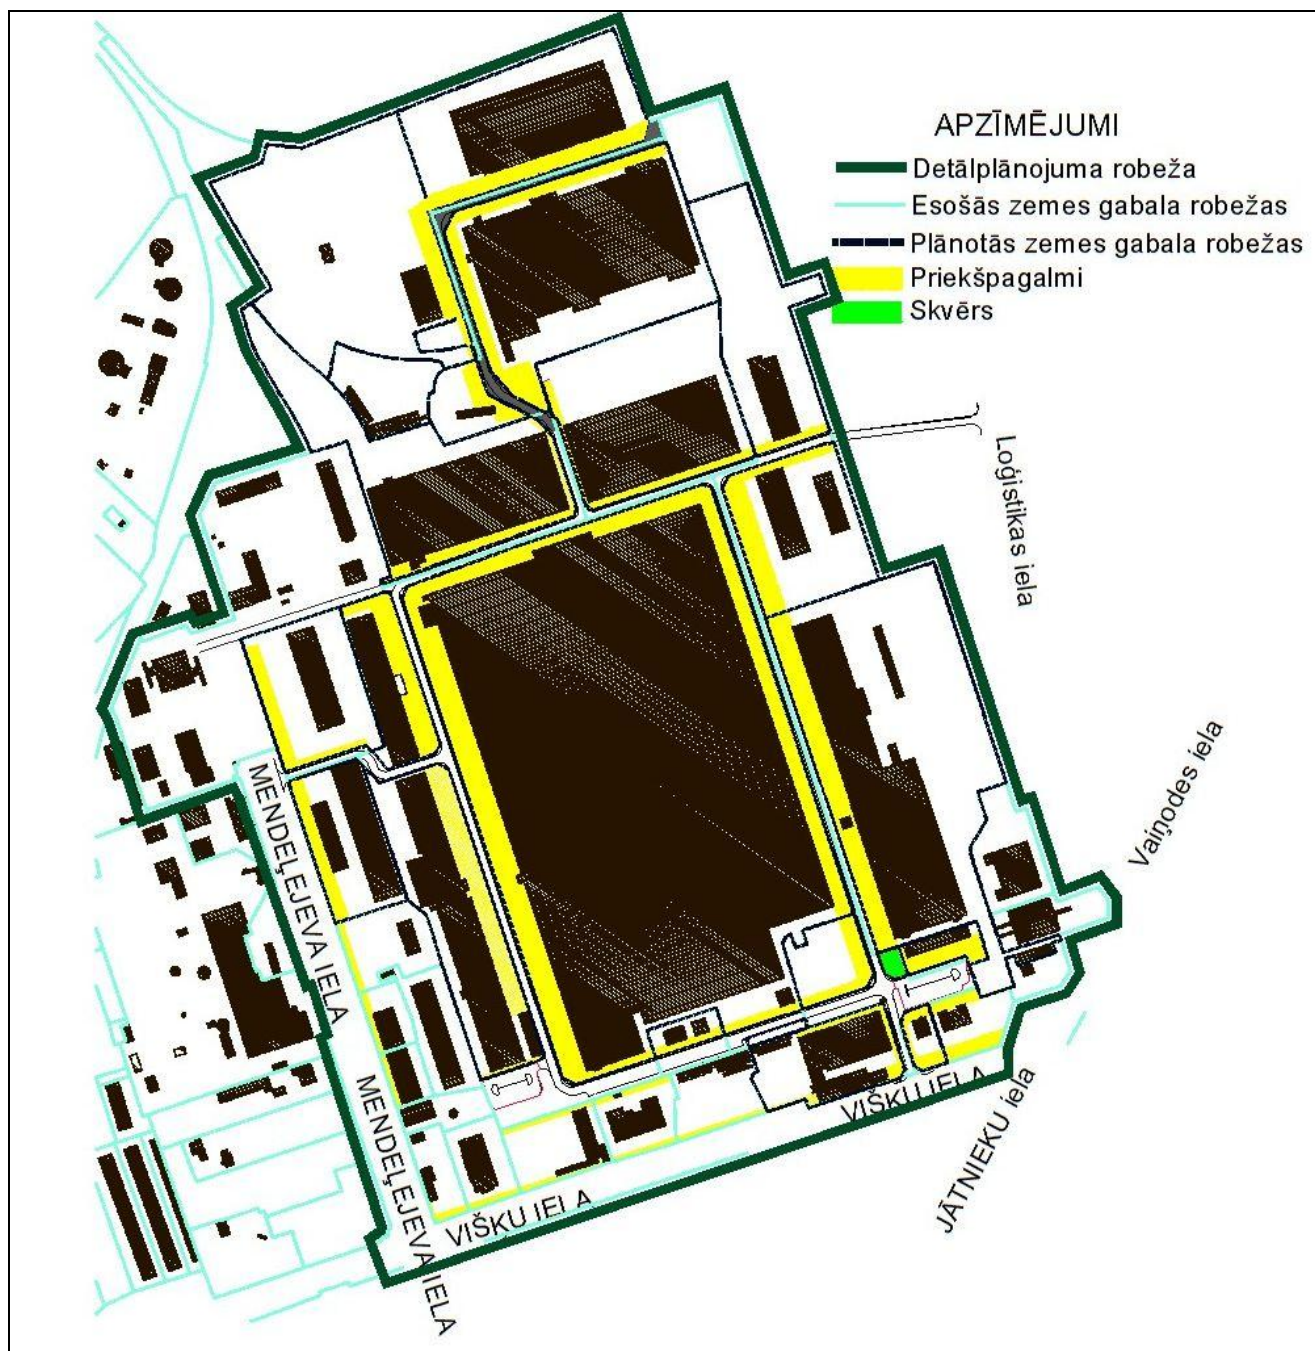 APZĪMĒJUMI
Detālplānojuma robeža
Esošās zemes gabala robežas
Plānotās zemes gabala robežas
Priekšpagalmi
Skvērs
Loģistikas iela
Vaiņodes iela
MENDEĻEJEVA IELA
MENDEĻEJEVA IELA
VIŠKU IELA
JĀTNIEKU iela
VIŠKU IELA